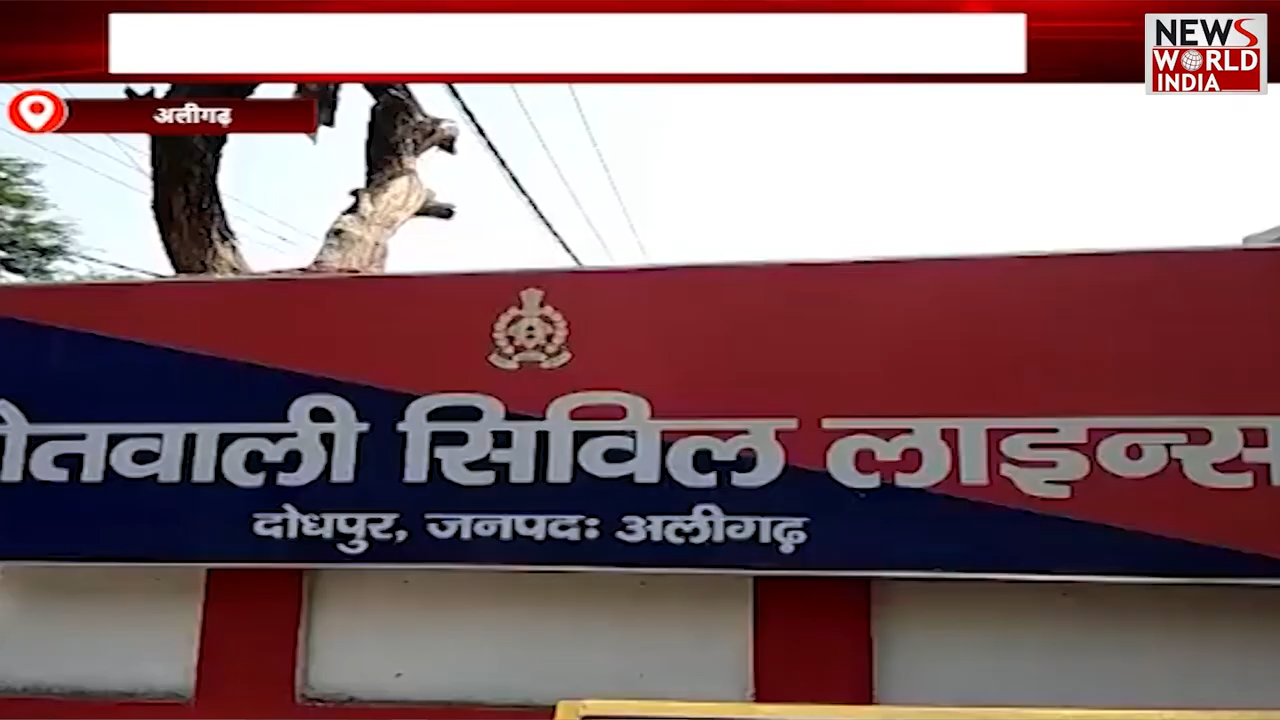 NEWS
WORLD
INDIA
अलीगढ़
ोतवाली सिविल लाइन्स
दोधपुर, जनपदः अलीगढ़